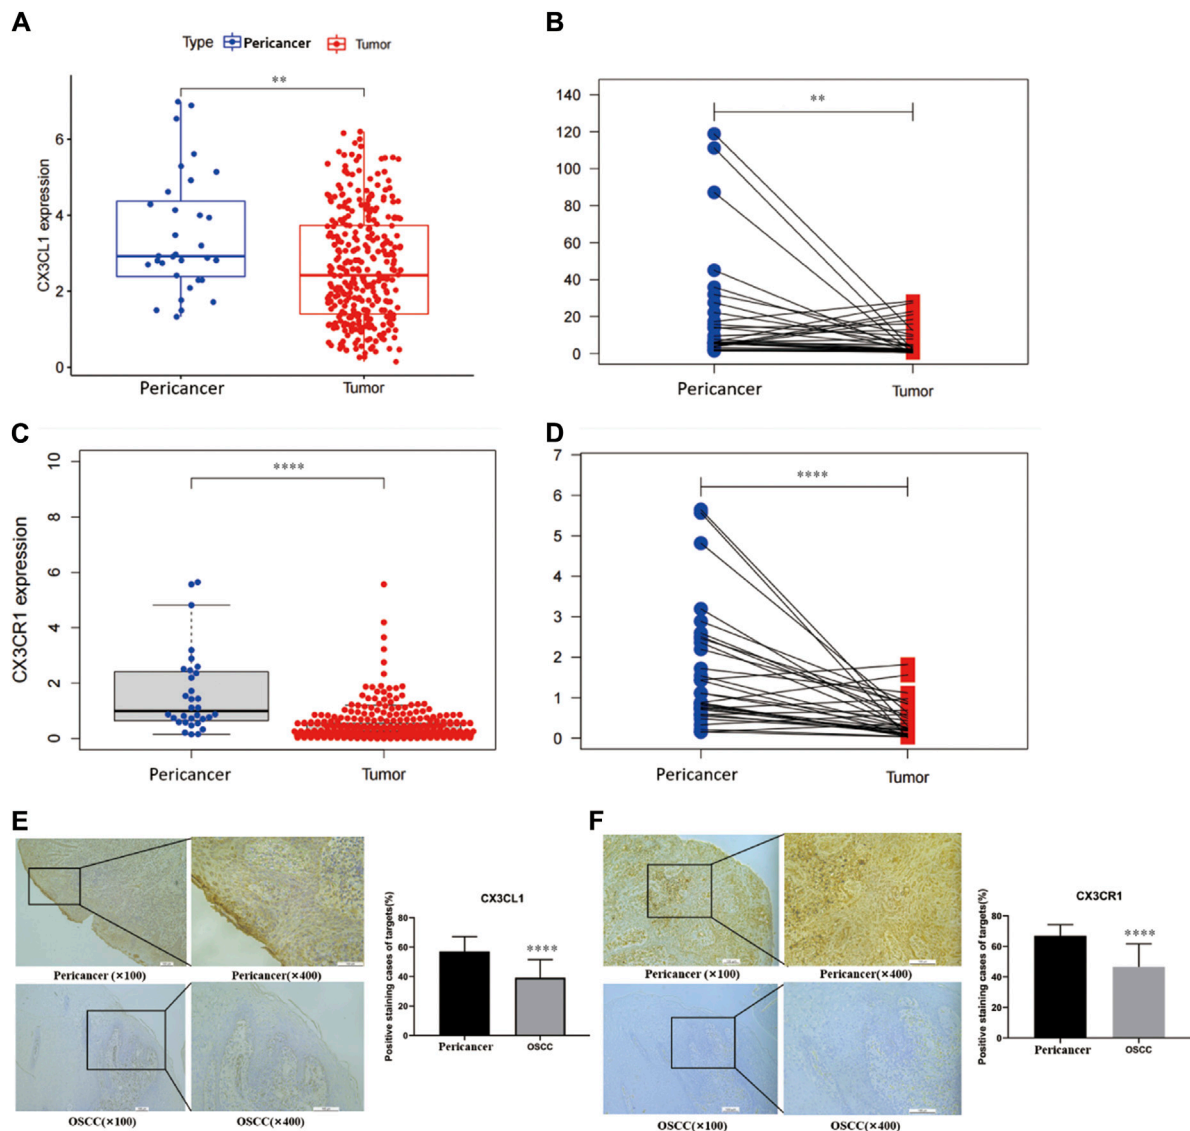 A
Type Pericancer Tumor
**
CX3CL1 expression
6
4
2
0
Pericancer Tumor
B
**
140
120
100
80
60
40
20
0
Pericancer Tumor
C
****
CX3CR1 expression
10
8
6
4
2
0
Pericancer Tumor
D
****
7
6
5
4
3
2
1
0
Pericancer Tumor
E
Pericancer (×100) Pericancer(×400)
OSCC(×100) OSCC(×400)
CX3CL1
Positive staining cases of targets(%)
80
60
40
20
0
****
Pericancer OSCC
F
Pericancer (×100) Pericancer(×400)
OSCC(×100) OSCC(×400)
CX3CR1
Positive staining cases of targets(%)
80
60
40
20
0
****
Pericancer OSCC